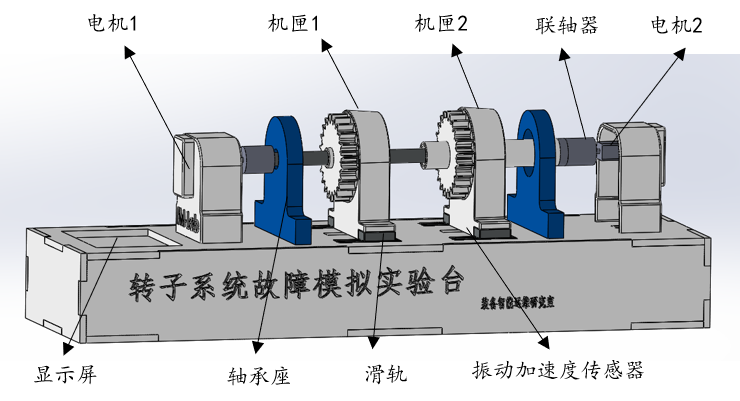 电机1
机匣1
机匣2
联轴器
电机2
转子系统故障模拟实验台
显示屏
轴承座
滑轨
振动加速度传感器